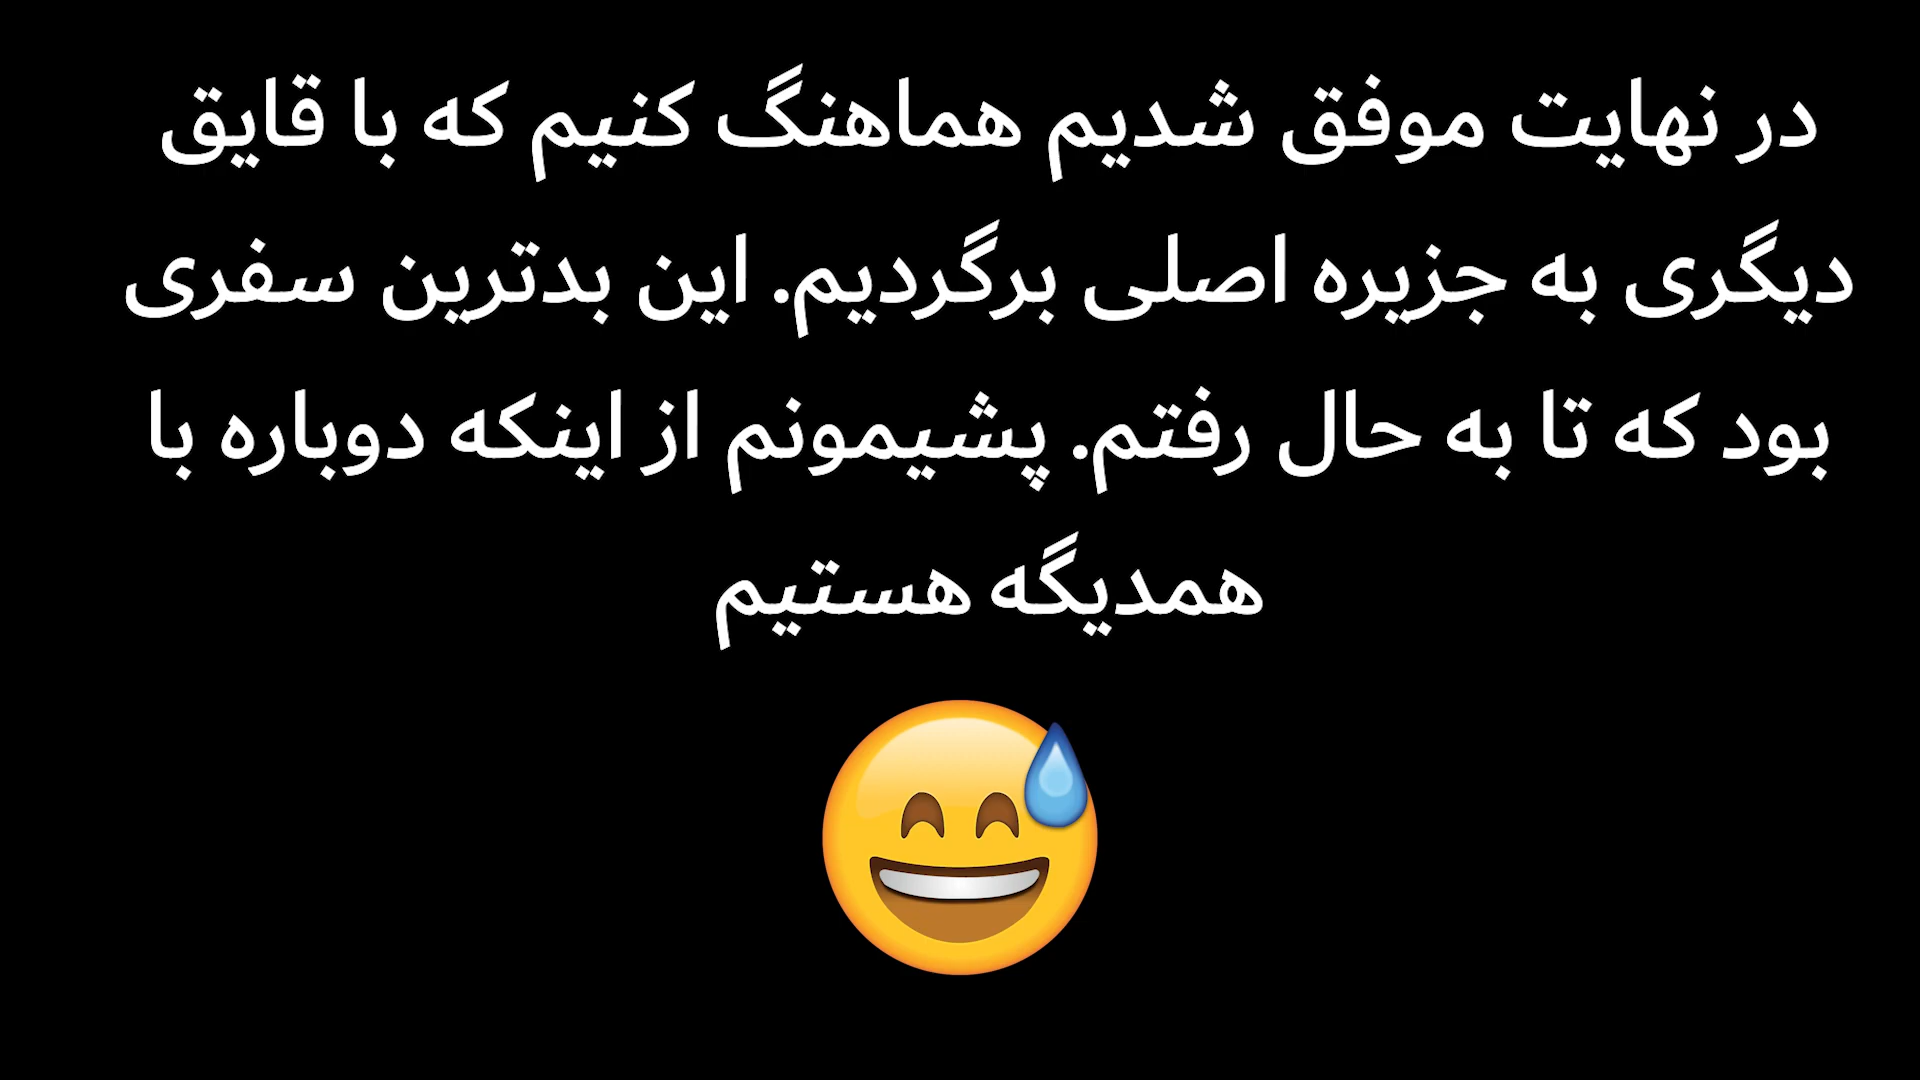 در نهایت موفق شدیم هماهنگ کنیم که با قایق
دیگری به جزیره اصلی برگردیم. این بدترین سفری
بود که تا به حال رفتم. پشیمونم از اینکه دوباره با
همدیگه هستیم